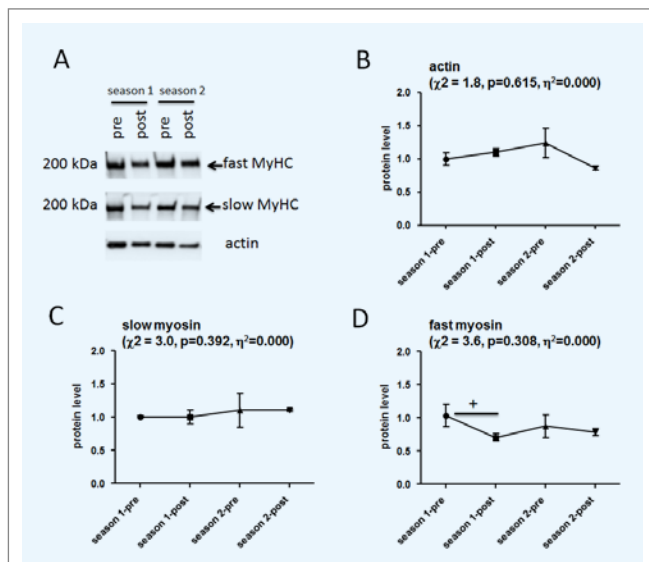 A
season 1 season 2
pre post pre post
200 kDa fast MyHC
200 kDa slow MyHC
actin
B
actin
(χ2 = 1.8, p=0.615, η²=0.000)
protein level
2.0
1.5
1.0
0.5
0.0
season 1-pre
season 1-post
season 2-pre
season 2-post
C
slow myosin
(χ2 = 3.0, p=0.392, η²=0.000)
protein level
2.0
1.5
1.0
0.5
0.0
season 1-pre
season 1-post
season 2-pre
season 2-post
D
fast myosin
(χ2 = 3.6, p=0.308, η²=0.000)
protein level
2.0
1.5
1.0
0.5
0.0
+
season 1-pre
season 1-post
season 2-pre
season 2-post